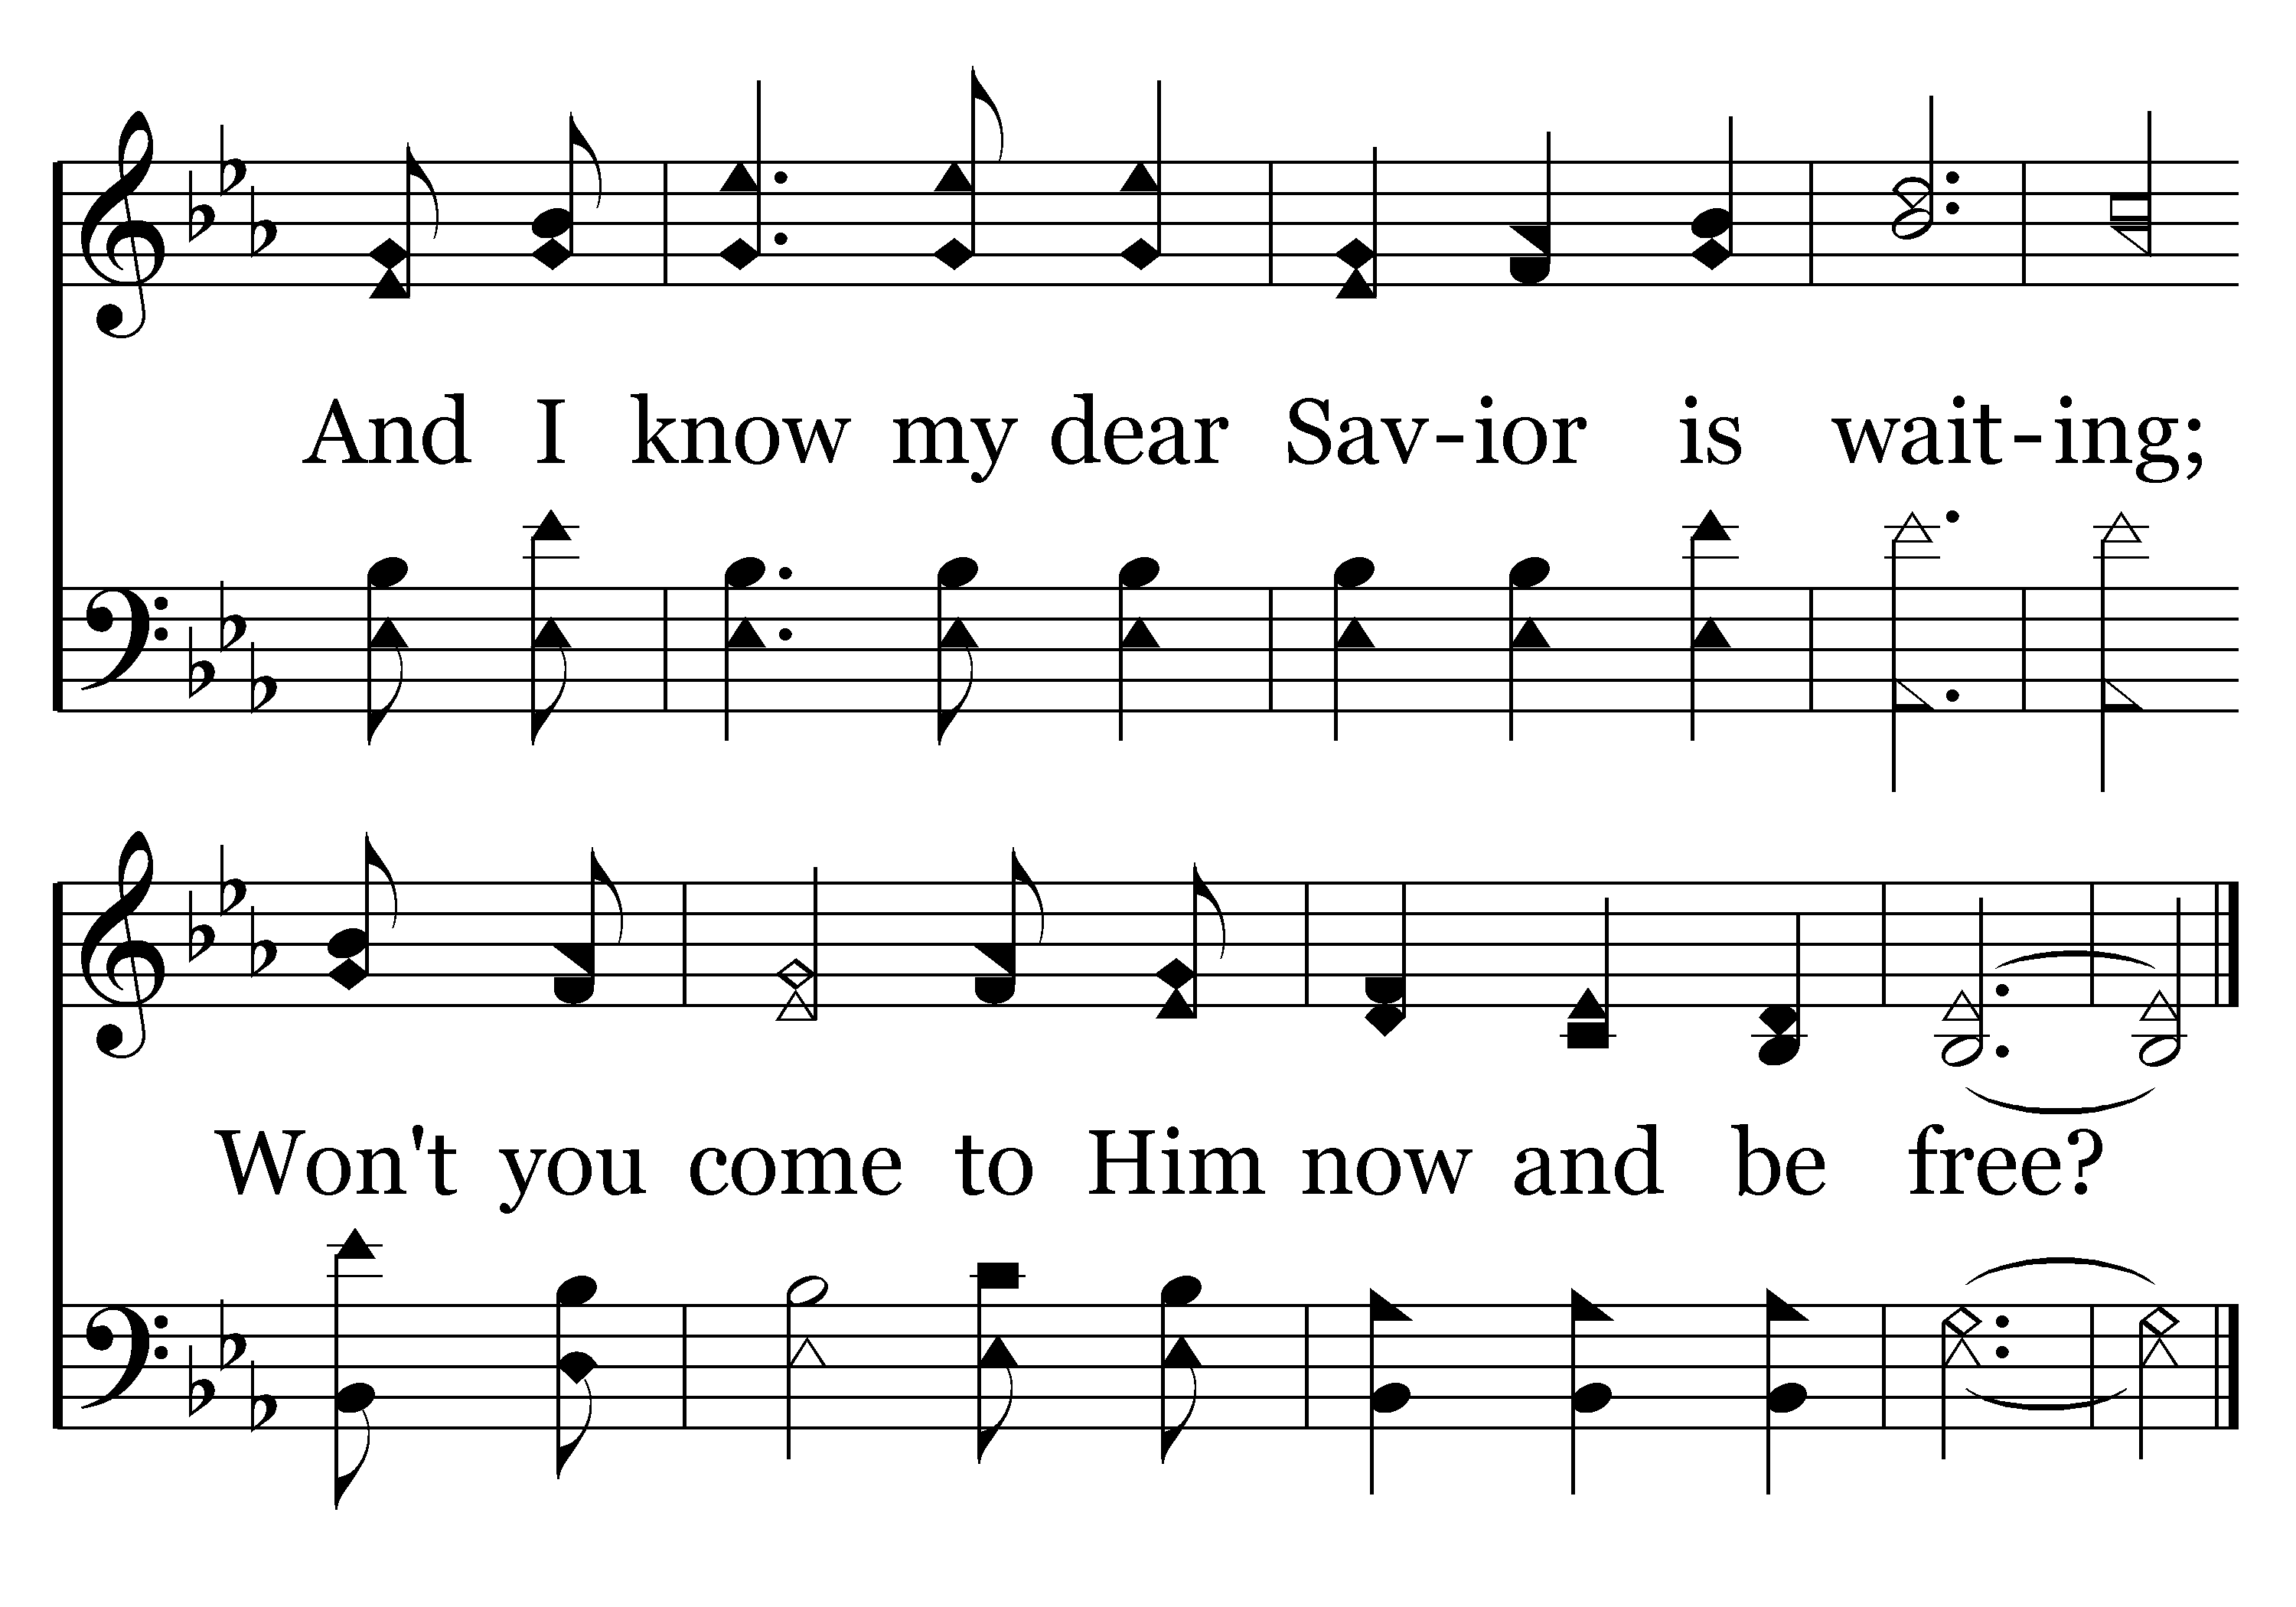 And I know my dear Sav-ior is wait-ing;
Won't you come to Him now and be free?